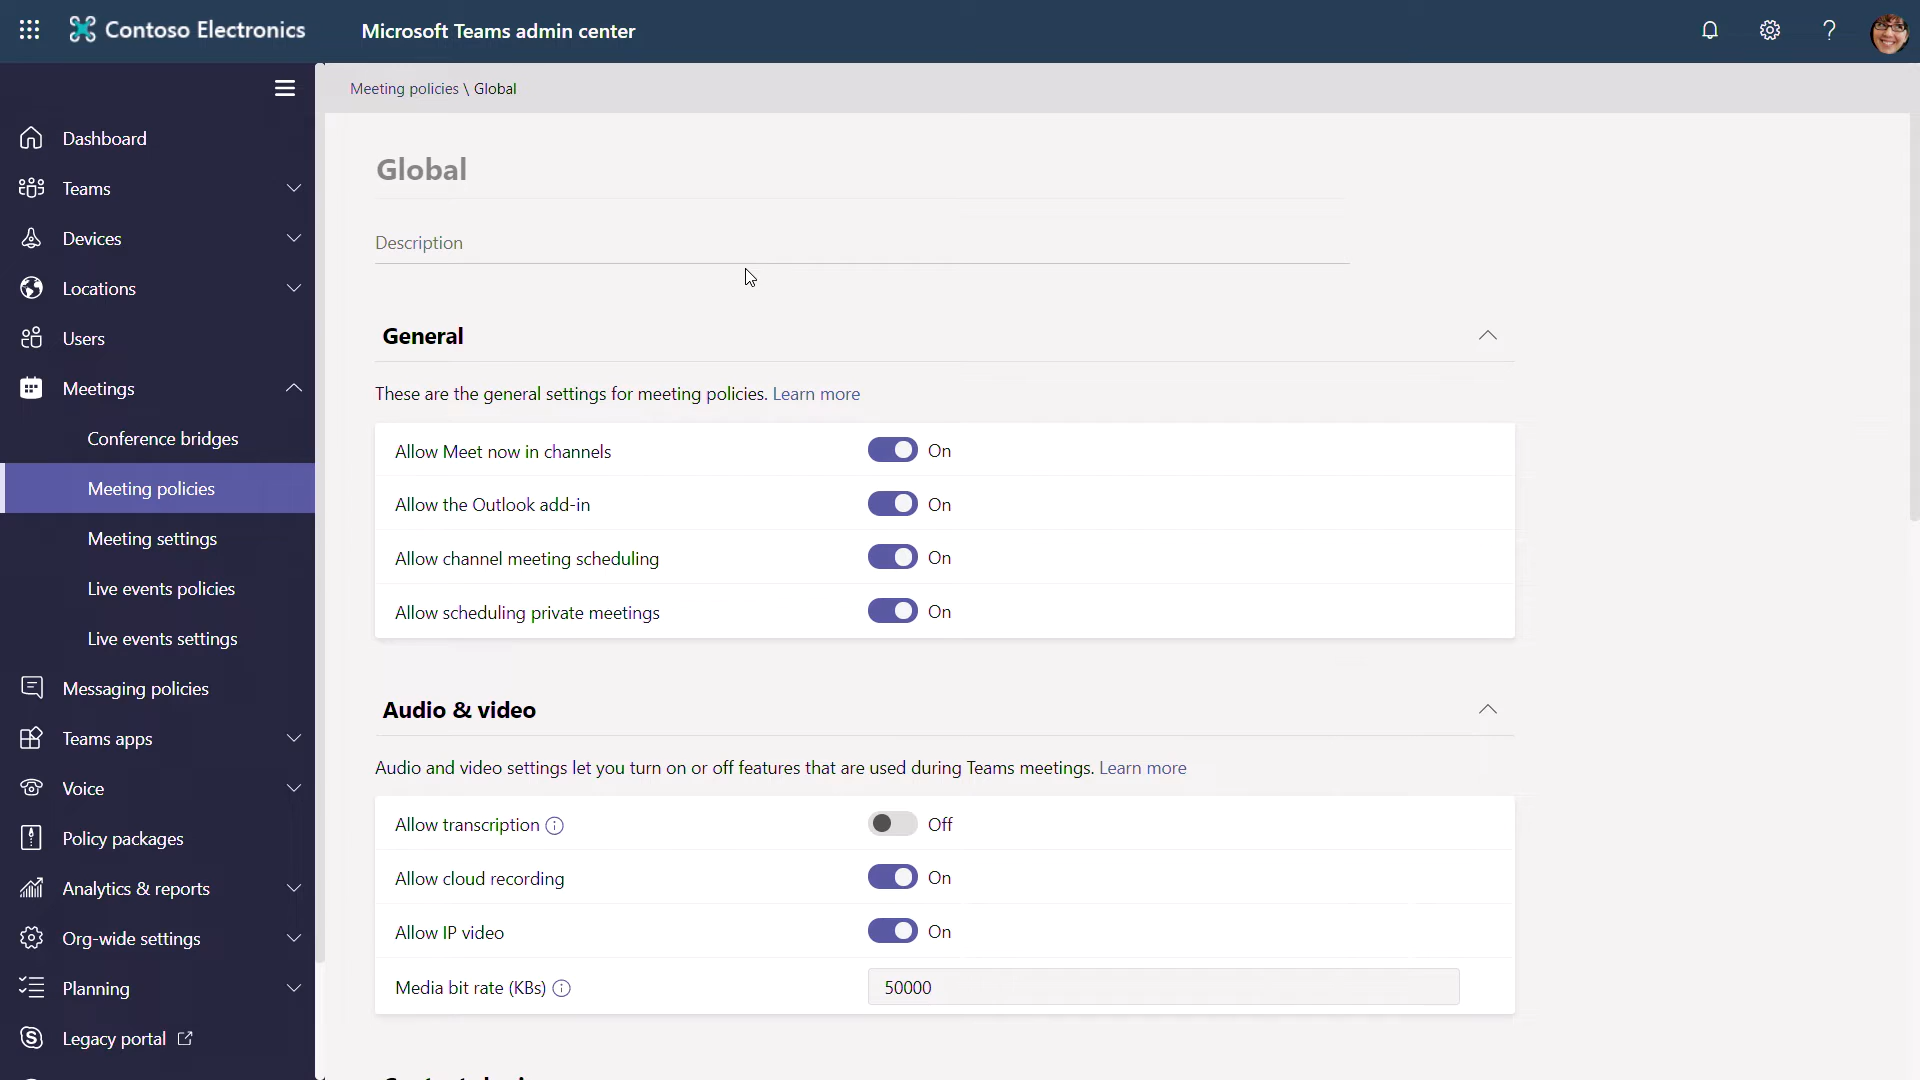 Contoso Electronics
Microsoft Teams admin center
?
Meeting policies \ Global
Dashboard
Teams
Devices
Locations
Users
Meetings
Conference bridges
Meeting policies
Meeting settings
Live events policies
Live events settings
Messaging policies
Teams apps
Voice
Policy packages
Analytics & reports
Org-wide settings
Planning
Legacy portal
Global
Description
General
These are the general settings for meeting policies. Learn more
Allow Meet now in channels On
Allow the Outlook add-in On
Allow channel meeting scheduling On
Allow scheduling private meetings On
Audio & video
Audio and video settings let you turn on or off features that are used during Teams meetings. Learn more
Allow transcription Off
Allow cloud recording On
Allow IP video On
Media bit rate (KBs) 50000